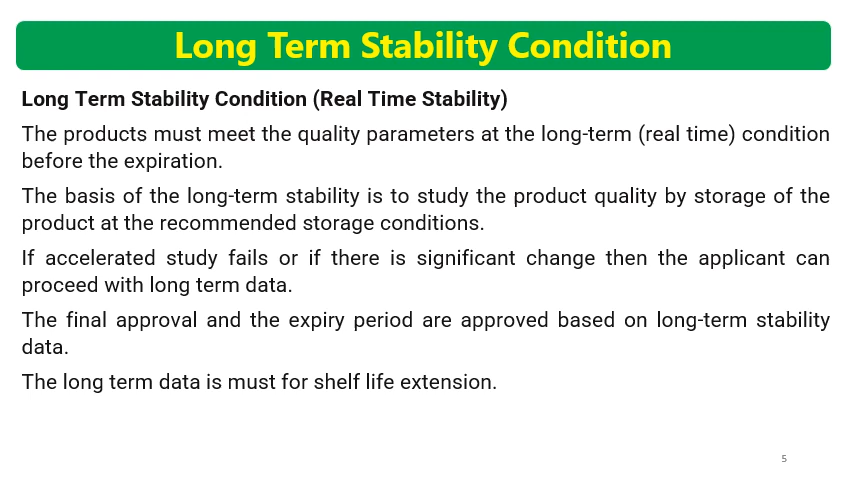 Long Term Stability Condition
Long Term Stability Condition (Real Time Stability)
The products must meet the quality parameters at the long-term (real time) condition
before the expiration.
The basis of the long-term stability is to study the product quality by storage of the
product at the recommended storage conditions.
If accelerated study fails or if there is significant change then the applicant can
proceed with long term data.
The final approval and the expiry period are approved based on long-term stability
data.
The long term data is must for shelf life extension.
5